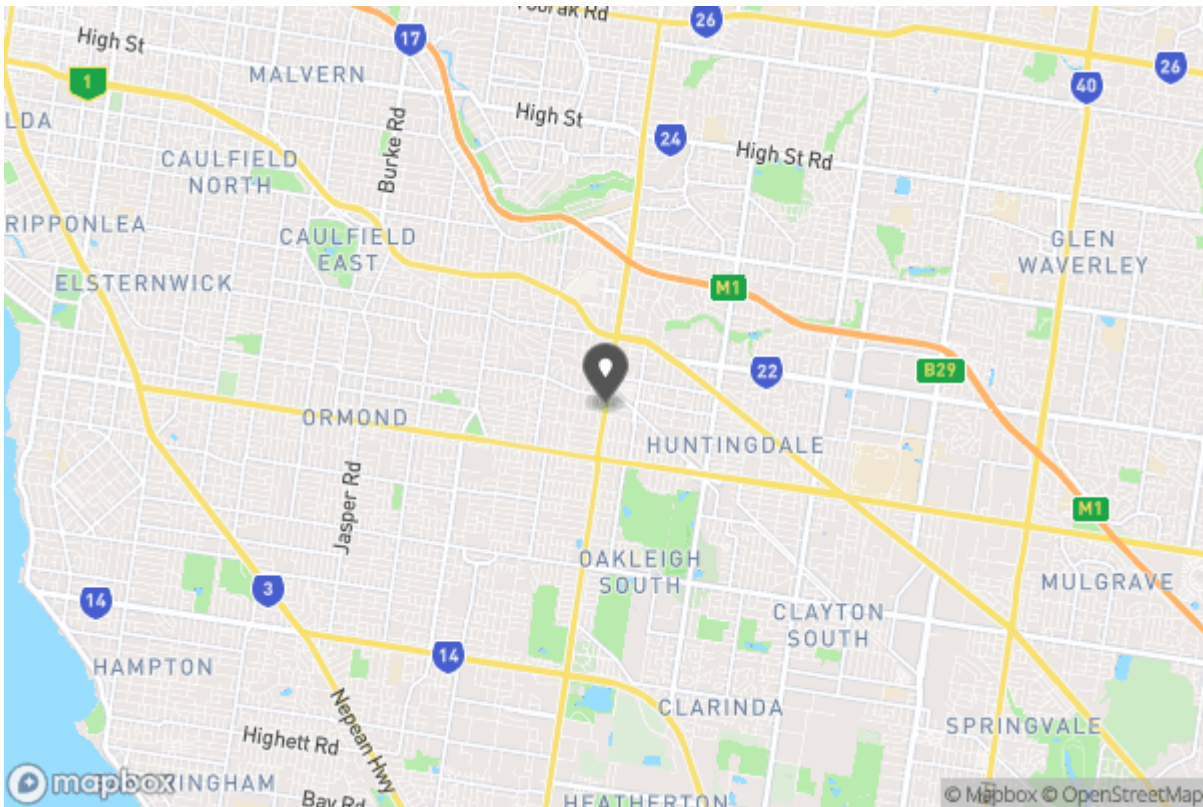 Toorak Rd
26
High St
17
MALVERN
26
1
40
High St
LDA
24
High St Rd
CAULFIELD
NORTH
Burke Rd
RIPPONLEA
CAULFIELD
EAST
GLEN
WAVERLEY
ELSTERNWICK
M1
22
B29
ORMOND
HUNTINGDALE
Jasper Rd
M1
OAKLEIGH
SOUTH
MULGRAVE
3
14
CLAYTON
SOUTH
14
HAMPTON
Nepean Hwy
CLARINDA
SPRINGVALE
Highett Rd
mapbox
RINGHAM
Bay Rd
HEATHERTON
© Mapbox © OpenStreetMap